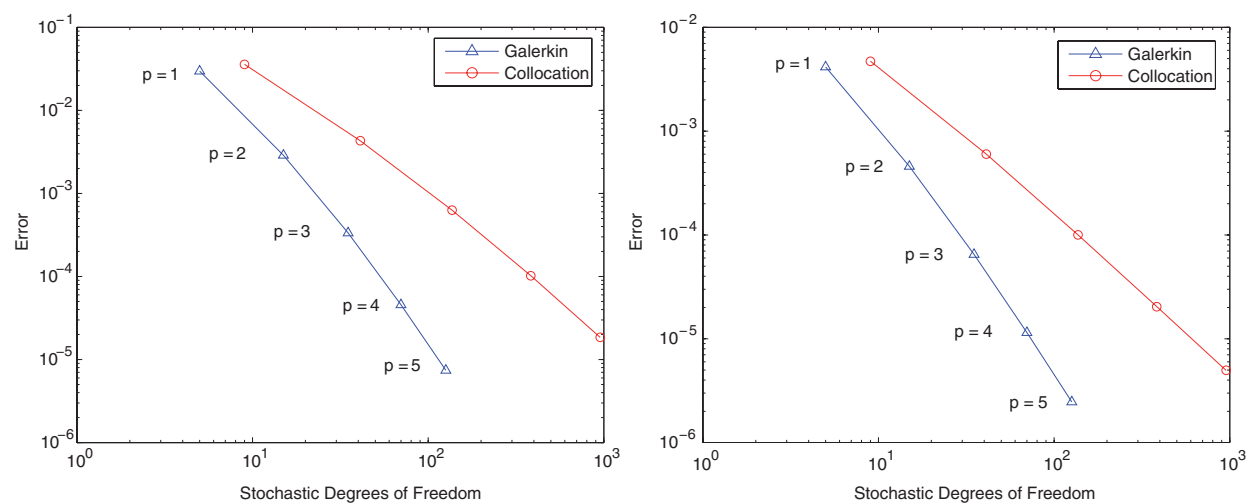 10^-1
10^-2
10^-3
10^-4
10^-5
10^-6
Error
Galerkin
Collocation
p = 1
p = 2
p = 3
p = 4
p = 5
10^0
10^1
10^2
10^3
Stochastic Degrees of Freedom
10^-2
10^-3
10^-4
10^-5
10^-6
Error
Galerkin
Collocation
p = 1
p = 2
p = 3
p = 4
p = 5
10^0
10^1
10^2
10^3
Stochastic Degrees of Freedom